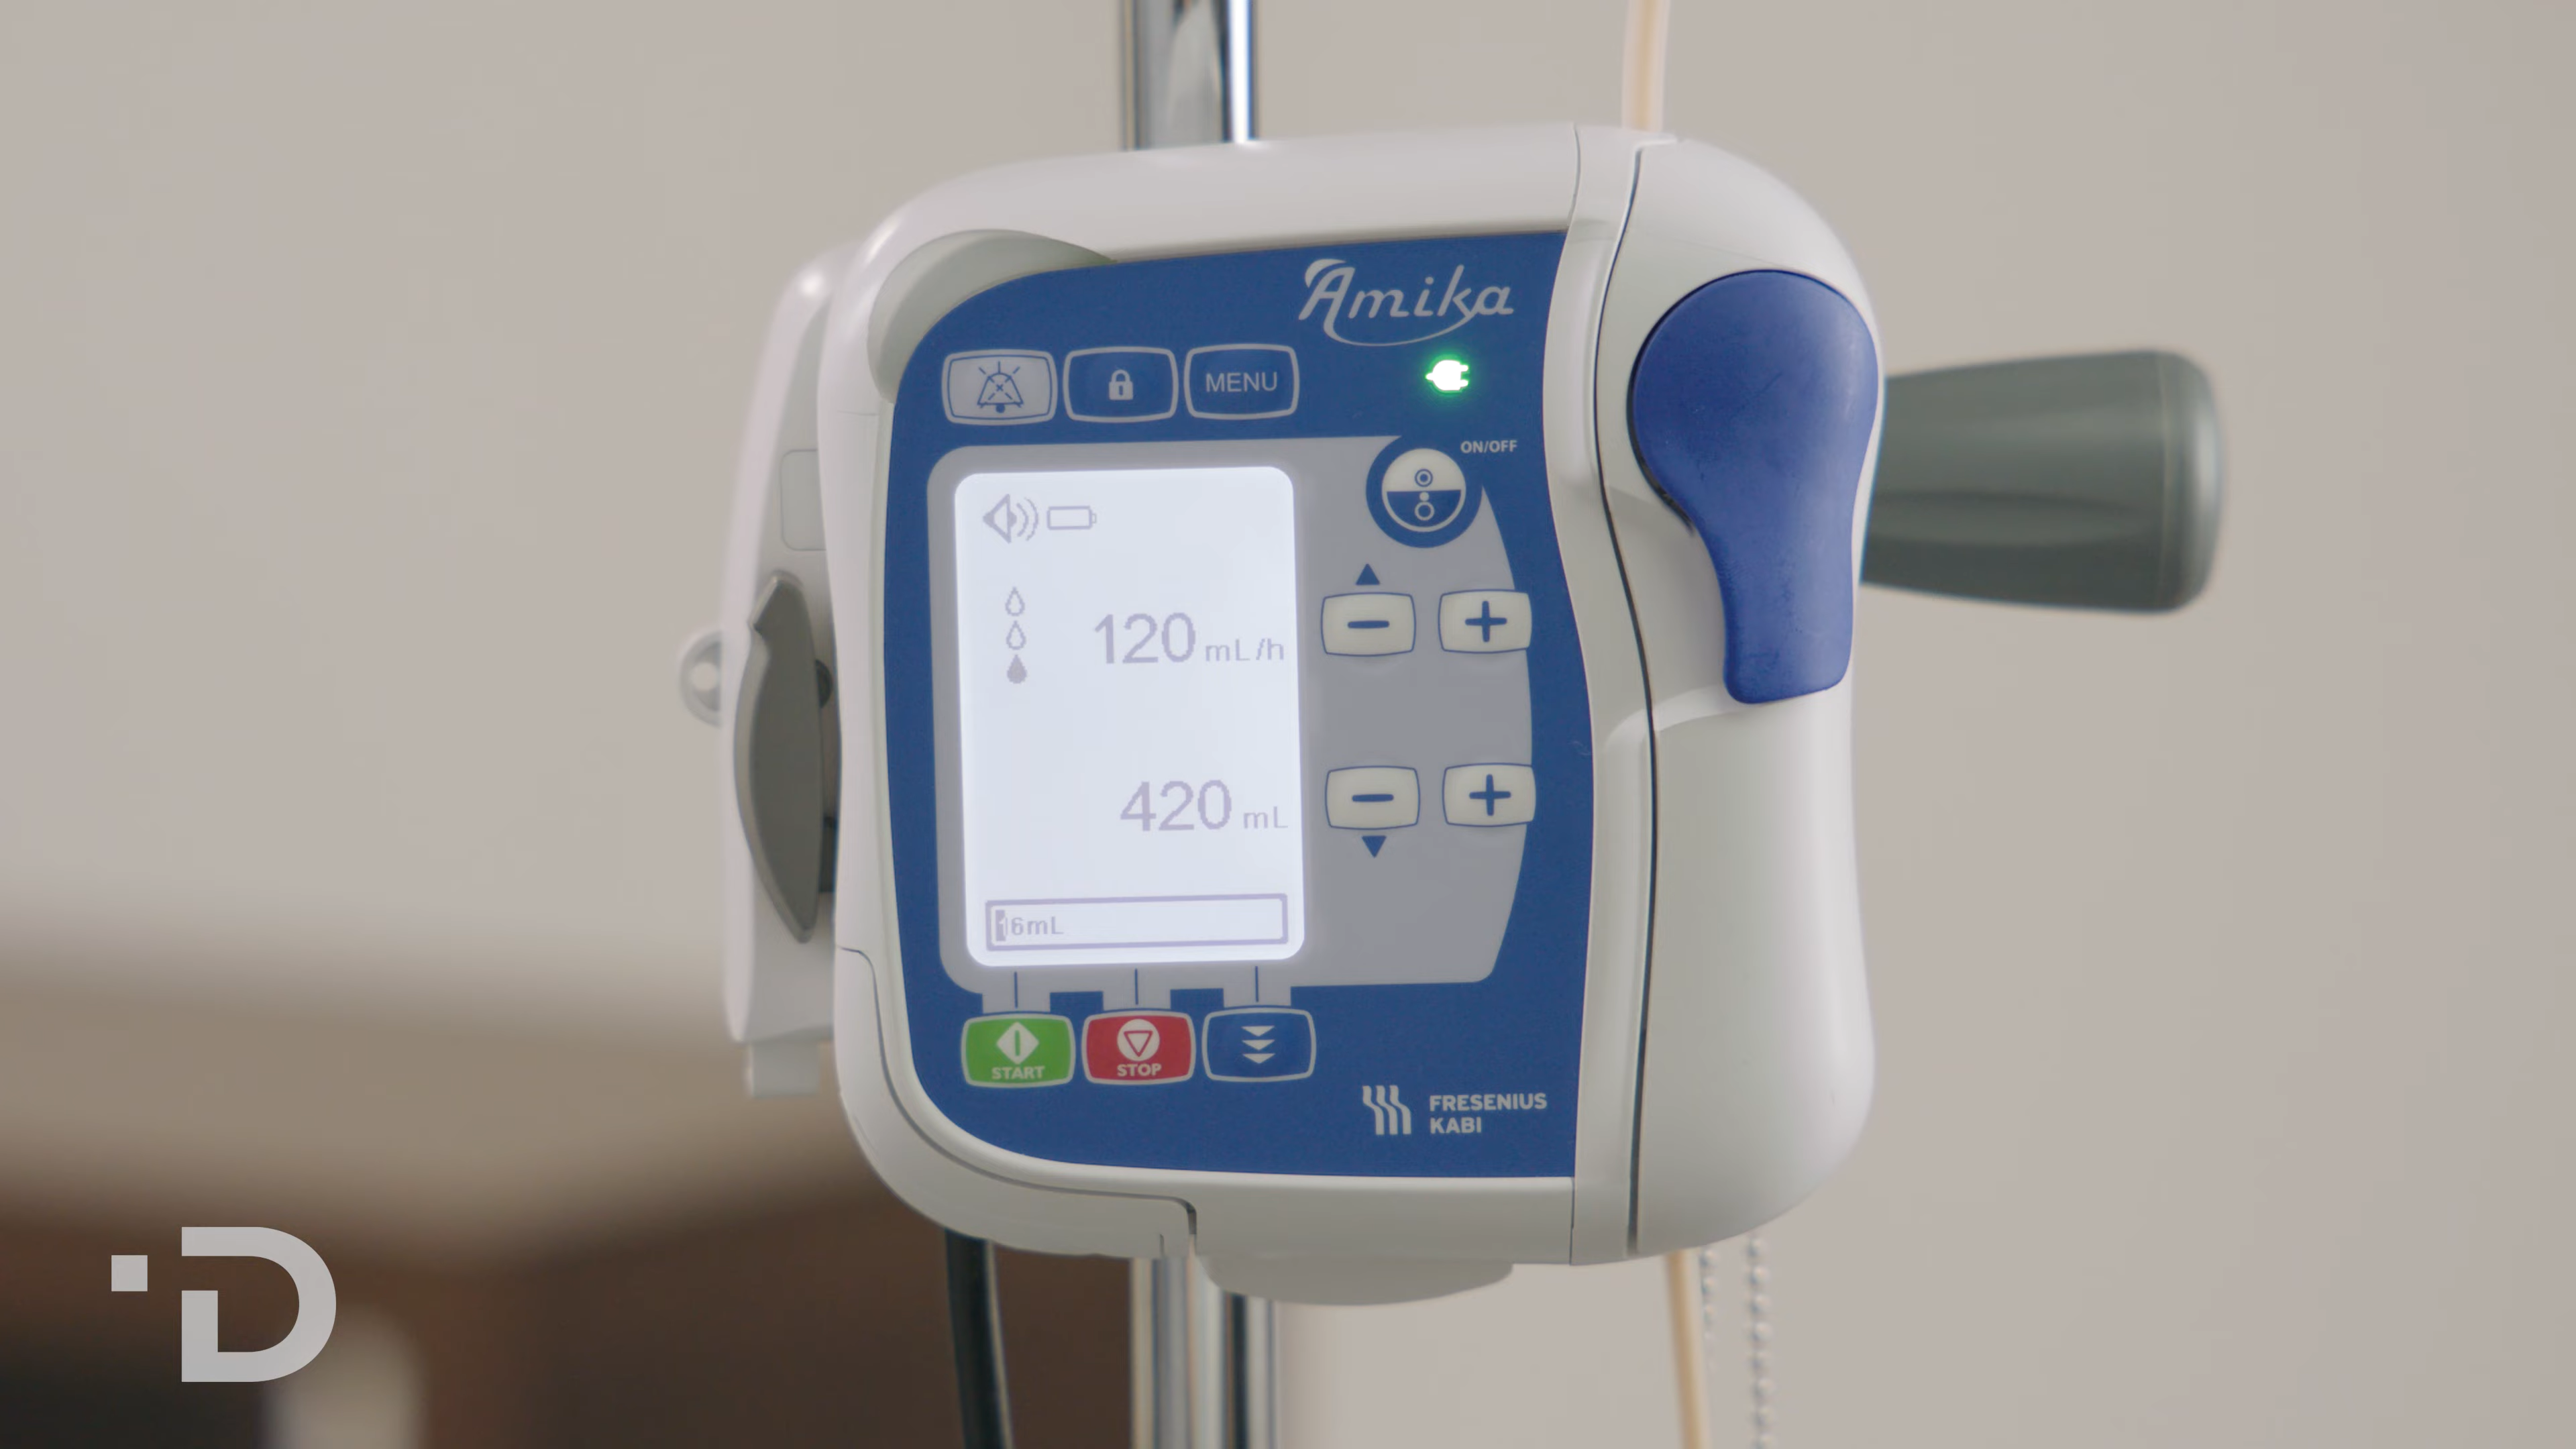 Amika
MENU
ON/OFF
120 mL/h
420 mL
16mL
START
STOP
FRESENIUS
KABI
D